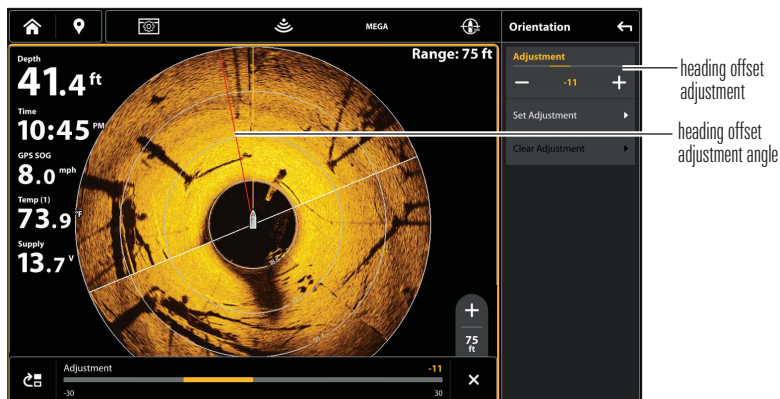 MEGA
Orientation
Range: 75 ft
Depth
41.4 ft
Time
10:45 PM
GPS SOG
8.0 mph
Temp (1)
73.9 °F
Supply
13.7 V
Adjustment
-11
Set Adjustment
Clear Adjustment
heading offset
adjustment
heading offset
adjustment angle
+
75
ft
Adjustment
-11
-30
30